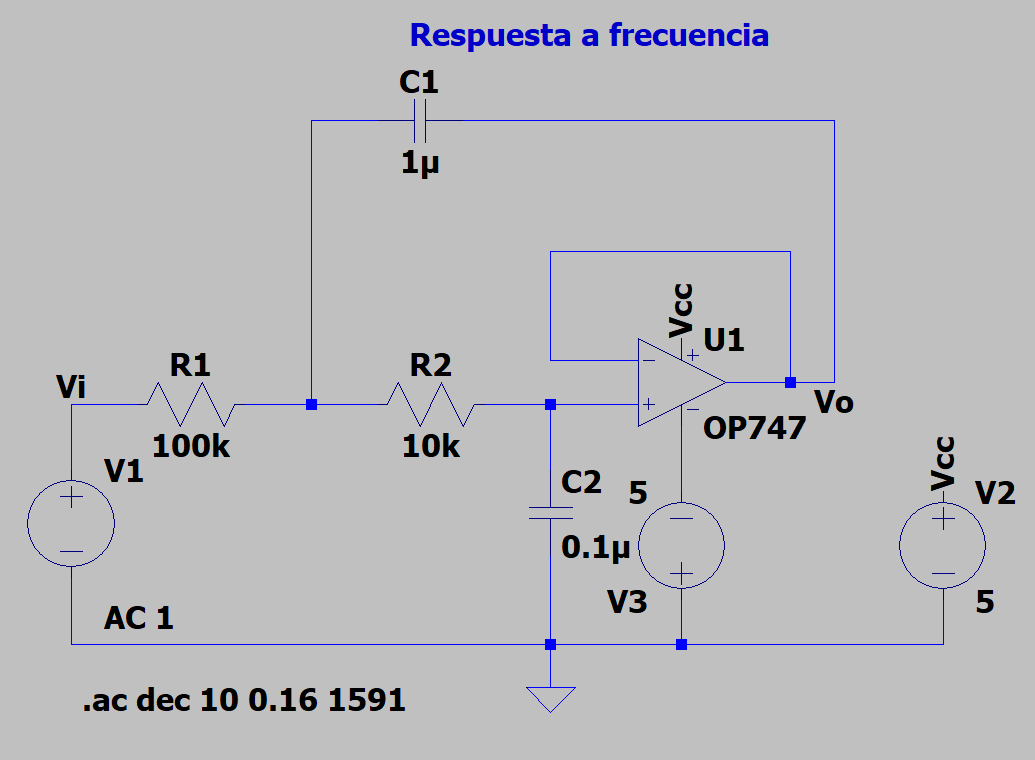 Respuesta a frecuencia
C1
1µ
Vcc
U1
R1
R2
Vi
Vo
100k
10k
OP747
V1
C2
5
Vcc
V2
0.1µ
V3
5
AC 1
.ac dec 10 0.16 1591